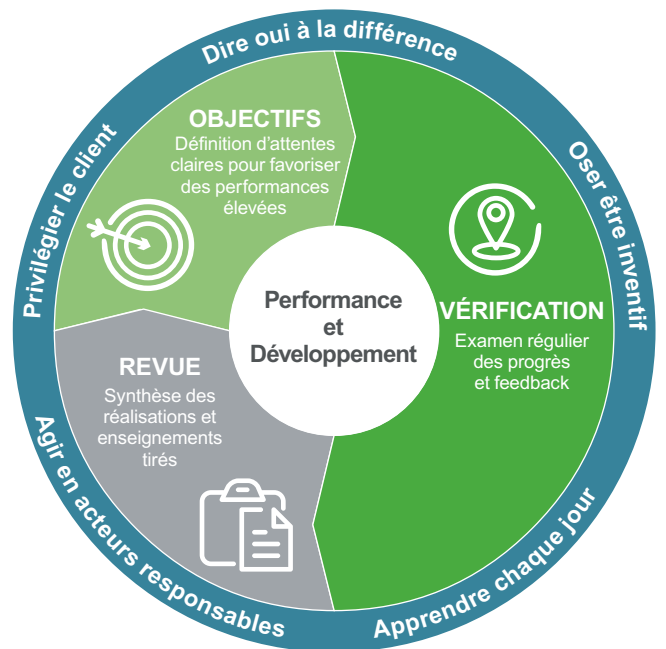 Dire oui à la différence
Oser être inventif
Apprendre chaque jour
Agir en acteurs responsables
Privilégier le client
OBJECTIFS
Définition d'attentes
claires pour favoriser
des performances
élevées
VÉRIFICATION
Examen régulier
des progrès
et feedback
REVUE
Synthèse des
réalisations et
enseignements
tirés
Performance
et
Développement